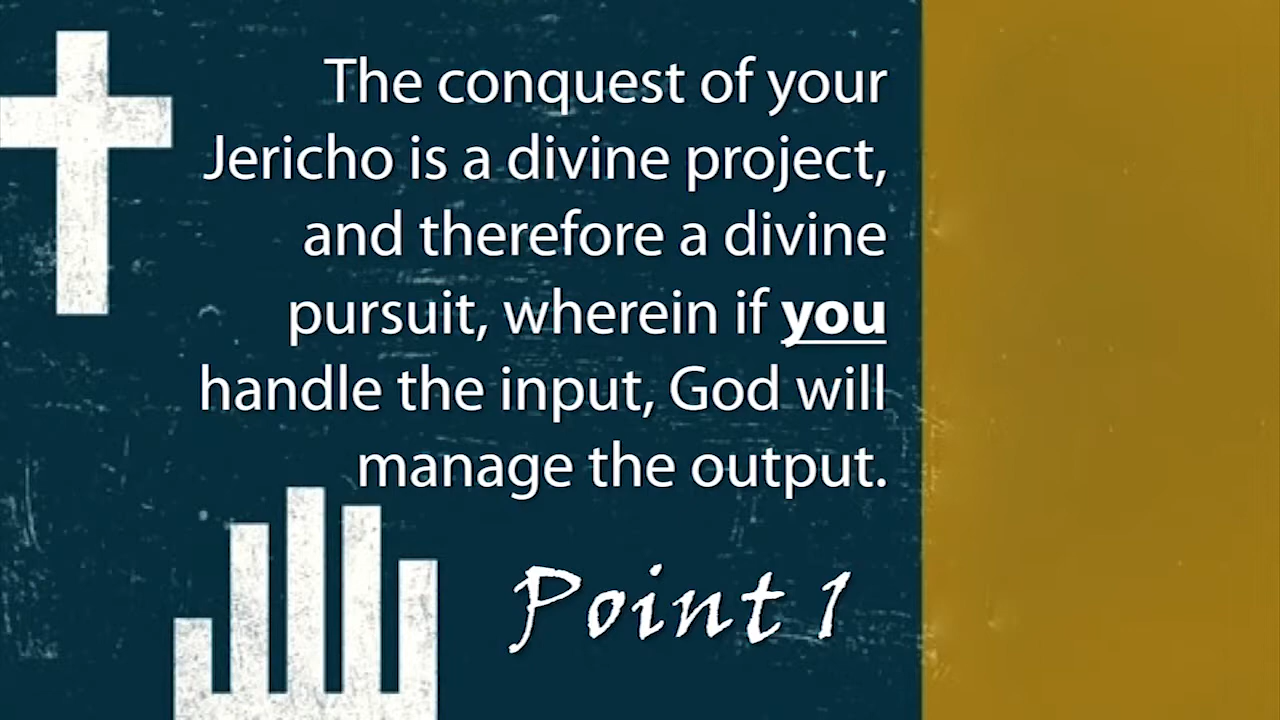 The conquest of your
Jericho is a divine project,
and therefore a divine
pursuit, wherein if you
handle the input, God will
manage the output.
Point 1